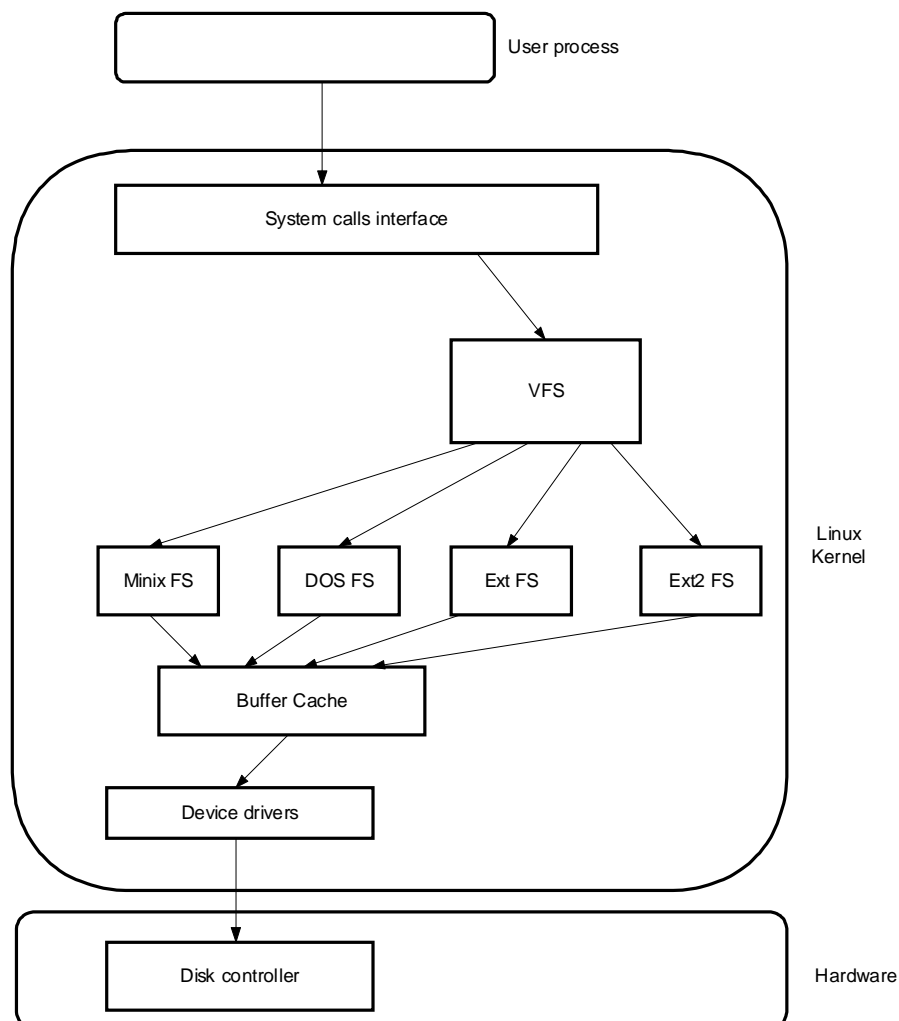 User process
System calls interface
VFS
Linux
Kernel
Minix FS
DOS FS
Ext FS
Ext2 FS
Buffer Cache
Device drivers
Disk controller
Hardware